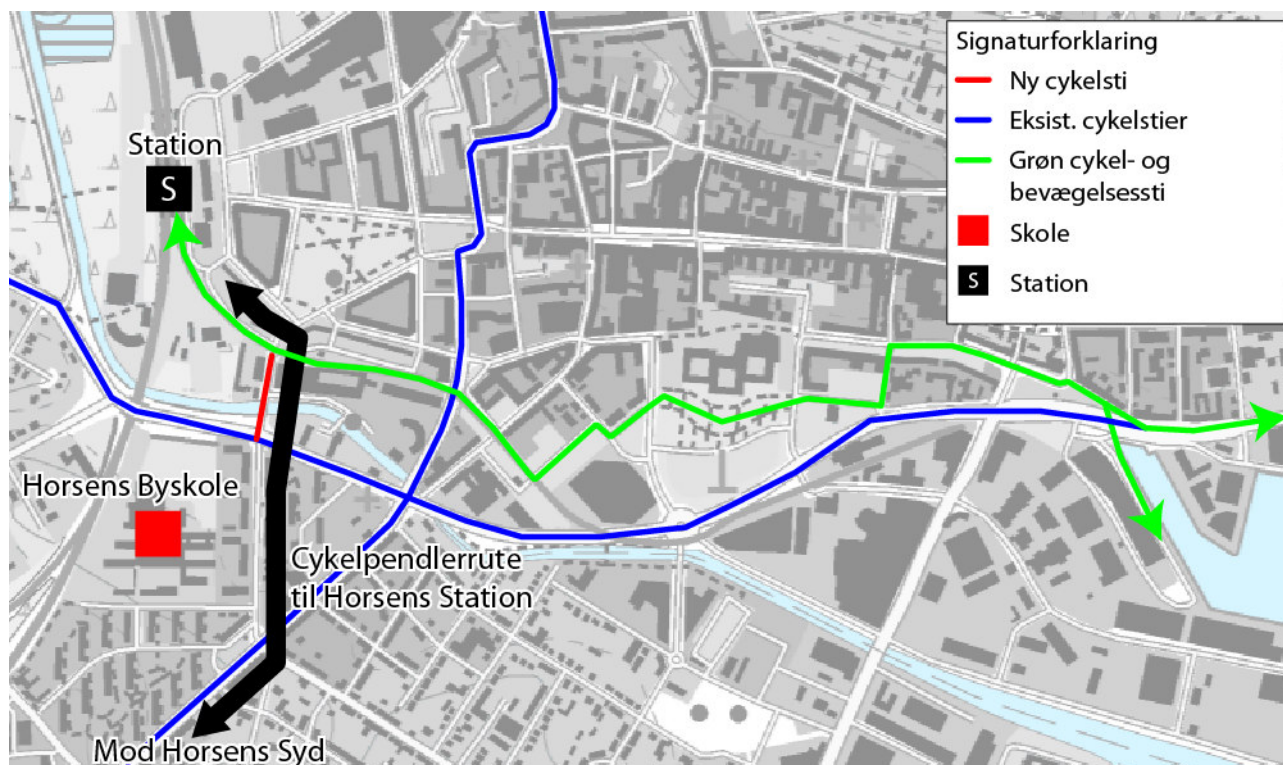 Signaturforklaring
Ny cykelsti
Eksist. cykelstier
Grøn cykel- og
bevægelsessti
Skole
S
Station
Station
S
Horsens Byskole
Cykelpendlerrute
til Horsens Station
Mod Horsens Syd